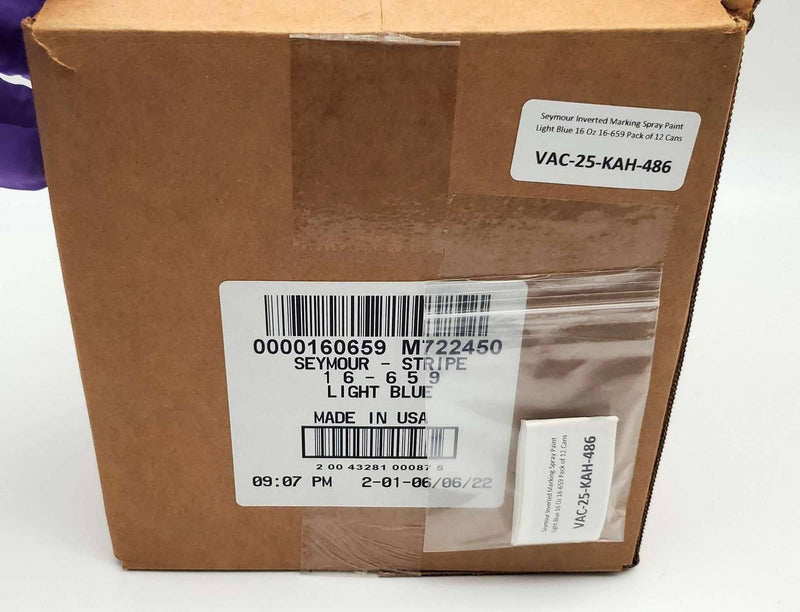 Seymour Inverted Marking Spray Paint
Light Blue 16 Oz 16-659 Pack of 12 Cans
VAC-25-KAH-486
0000160659 M722450
SEYMOUR - STRIPE
16-659
LIGHT BLUE
MADE IN USA
2 00 43281 00087 5
09:07 PM 2-01-06/06/22
Seymour Inverted Marking Spray Paint
Light Blue 16 Oz 16-659 Pack of 12 Cans
VAC-25-KAH-486